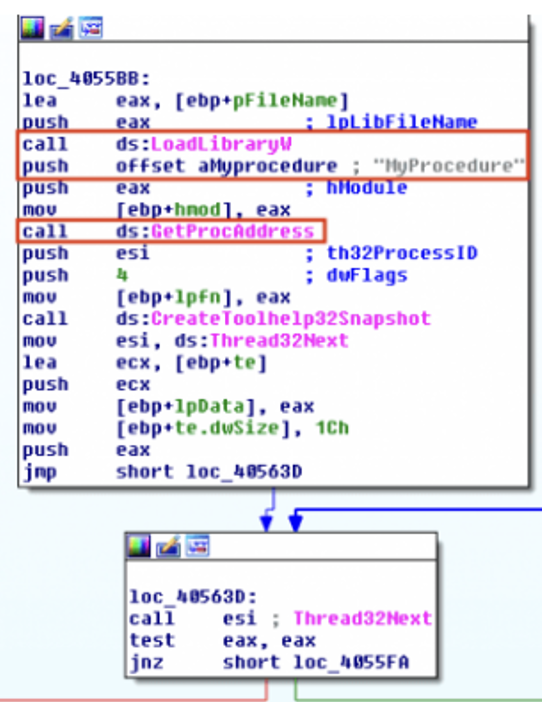 loc_4055BB:
lea eax, [ebp+pFileName]
push eax ; lpLibFileName
call ds:LoadLibraryW
push offset aMyprocedure ; "MyProcedure"
push eax ; hModule
mov [ebp+hmod], eax
call ds:GetProcAddress
push esi ; th32ProcessID
push 4 ; dwFlags
mov [ebp+lpfn], eax
call ds:CreateToolhelp32Snapshot
mov esi, ds:Thread32Next
lea ecx, [ebp+te]
push ecx
mov [ebp+lpData], eax
mov [ebp+te.dwSize], 1Ch
push eax
jmp short loc_40563D
loc_40563D:
call esi ; Thread32Next
test eax, eax
jnz short loc_4055FA